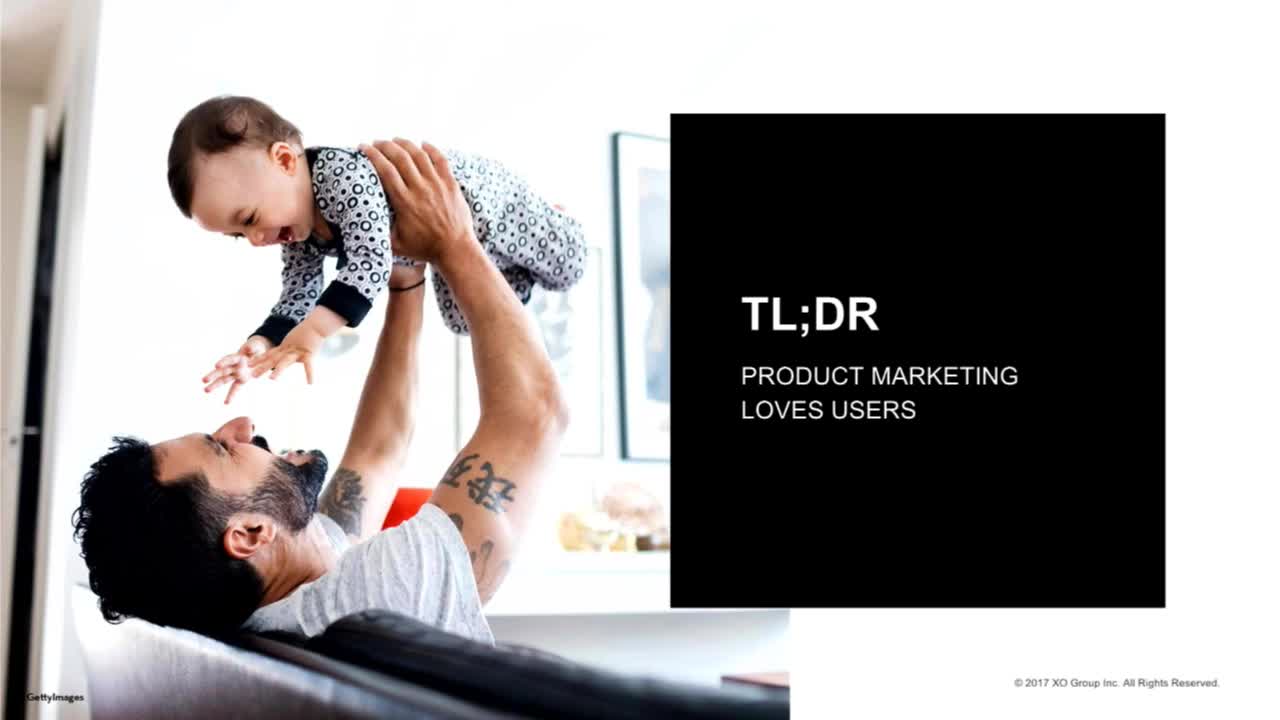 TL;DR
PRODUCT MARKETING
LOVES USERS
GettyImages
© 2017 XO Group Inc. All Rights Reserved.